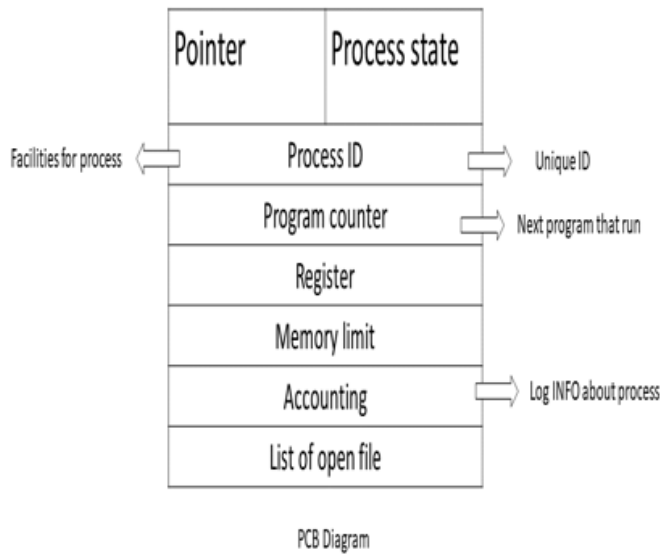 Pointer
Process state
Facilities for process
Process ID
Unique ID
Program counter
Next program that run
Register
Memory limit
Accounting
Log INFO about process
List of open file
PCB Diagram